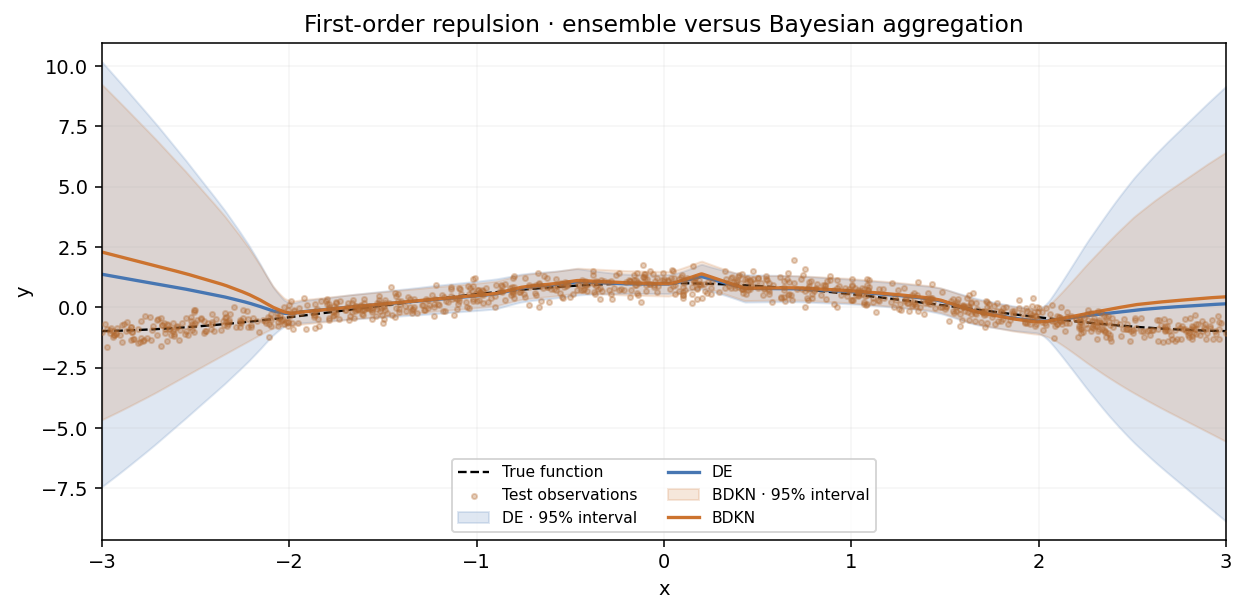 First-order repulsion · ensemble versus Bayesian aggregation
10.0
7.5
5.0
2.5
0.0
−2.5
−5.0
−7.5
y
True function
Test observations
DE · 95% interval
DE
BDKN · 95% interval
BDKN
−3
−2
−1
0
1
2
3
x